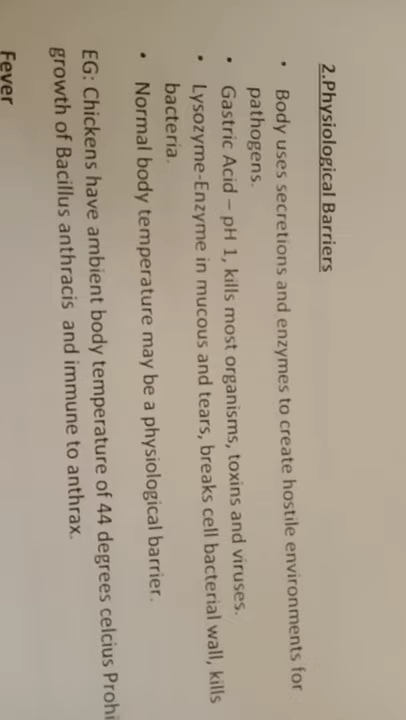 2.Physiological Barriers
• Body uses secretions and enzymes to create hostile environments for
pathogens.
• Gastric Acid – pH 1, kills most organisms, toxins and viruses.
• Lysozyme-Enzyme in mucous and tears, breaks cell bacterial wall, kills
bacteria.
• Normal body temperature may be a physiological barrier.
EG: Chickens have ambient body temperature of 44 degrees celcius Prohi
growth of Bacillus anthracis and immune to anthrax.
Fever